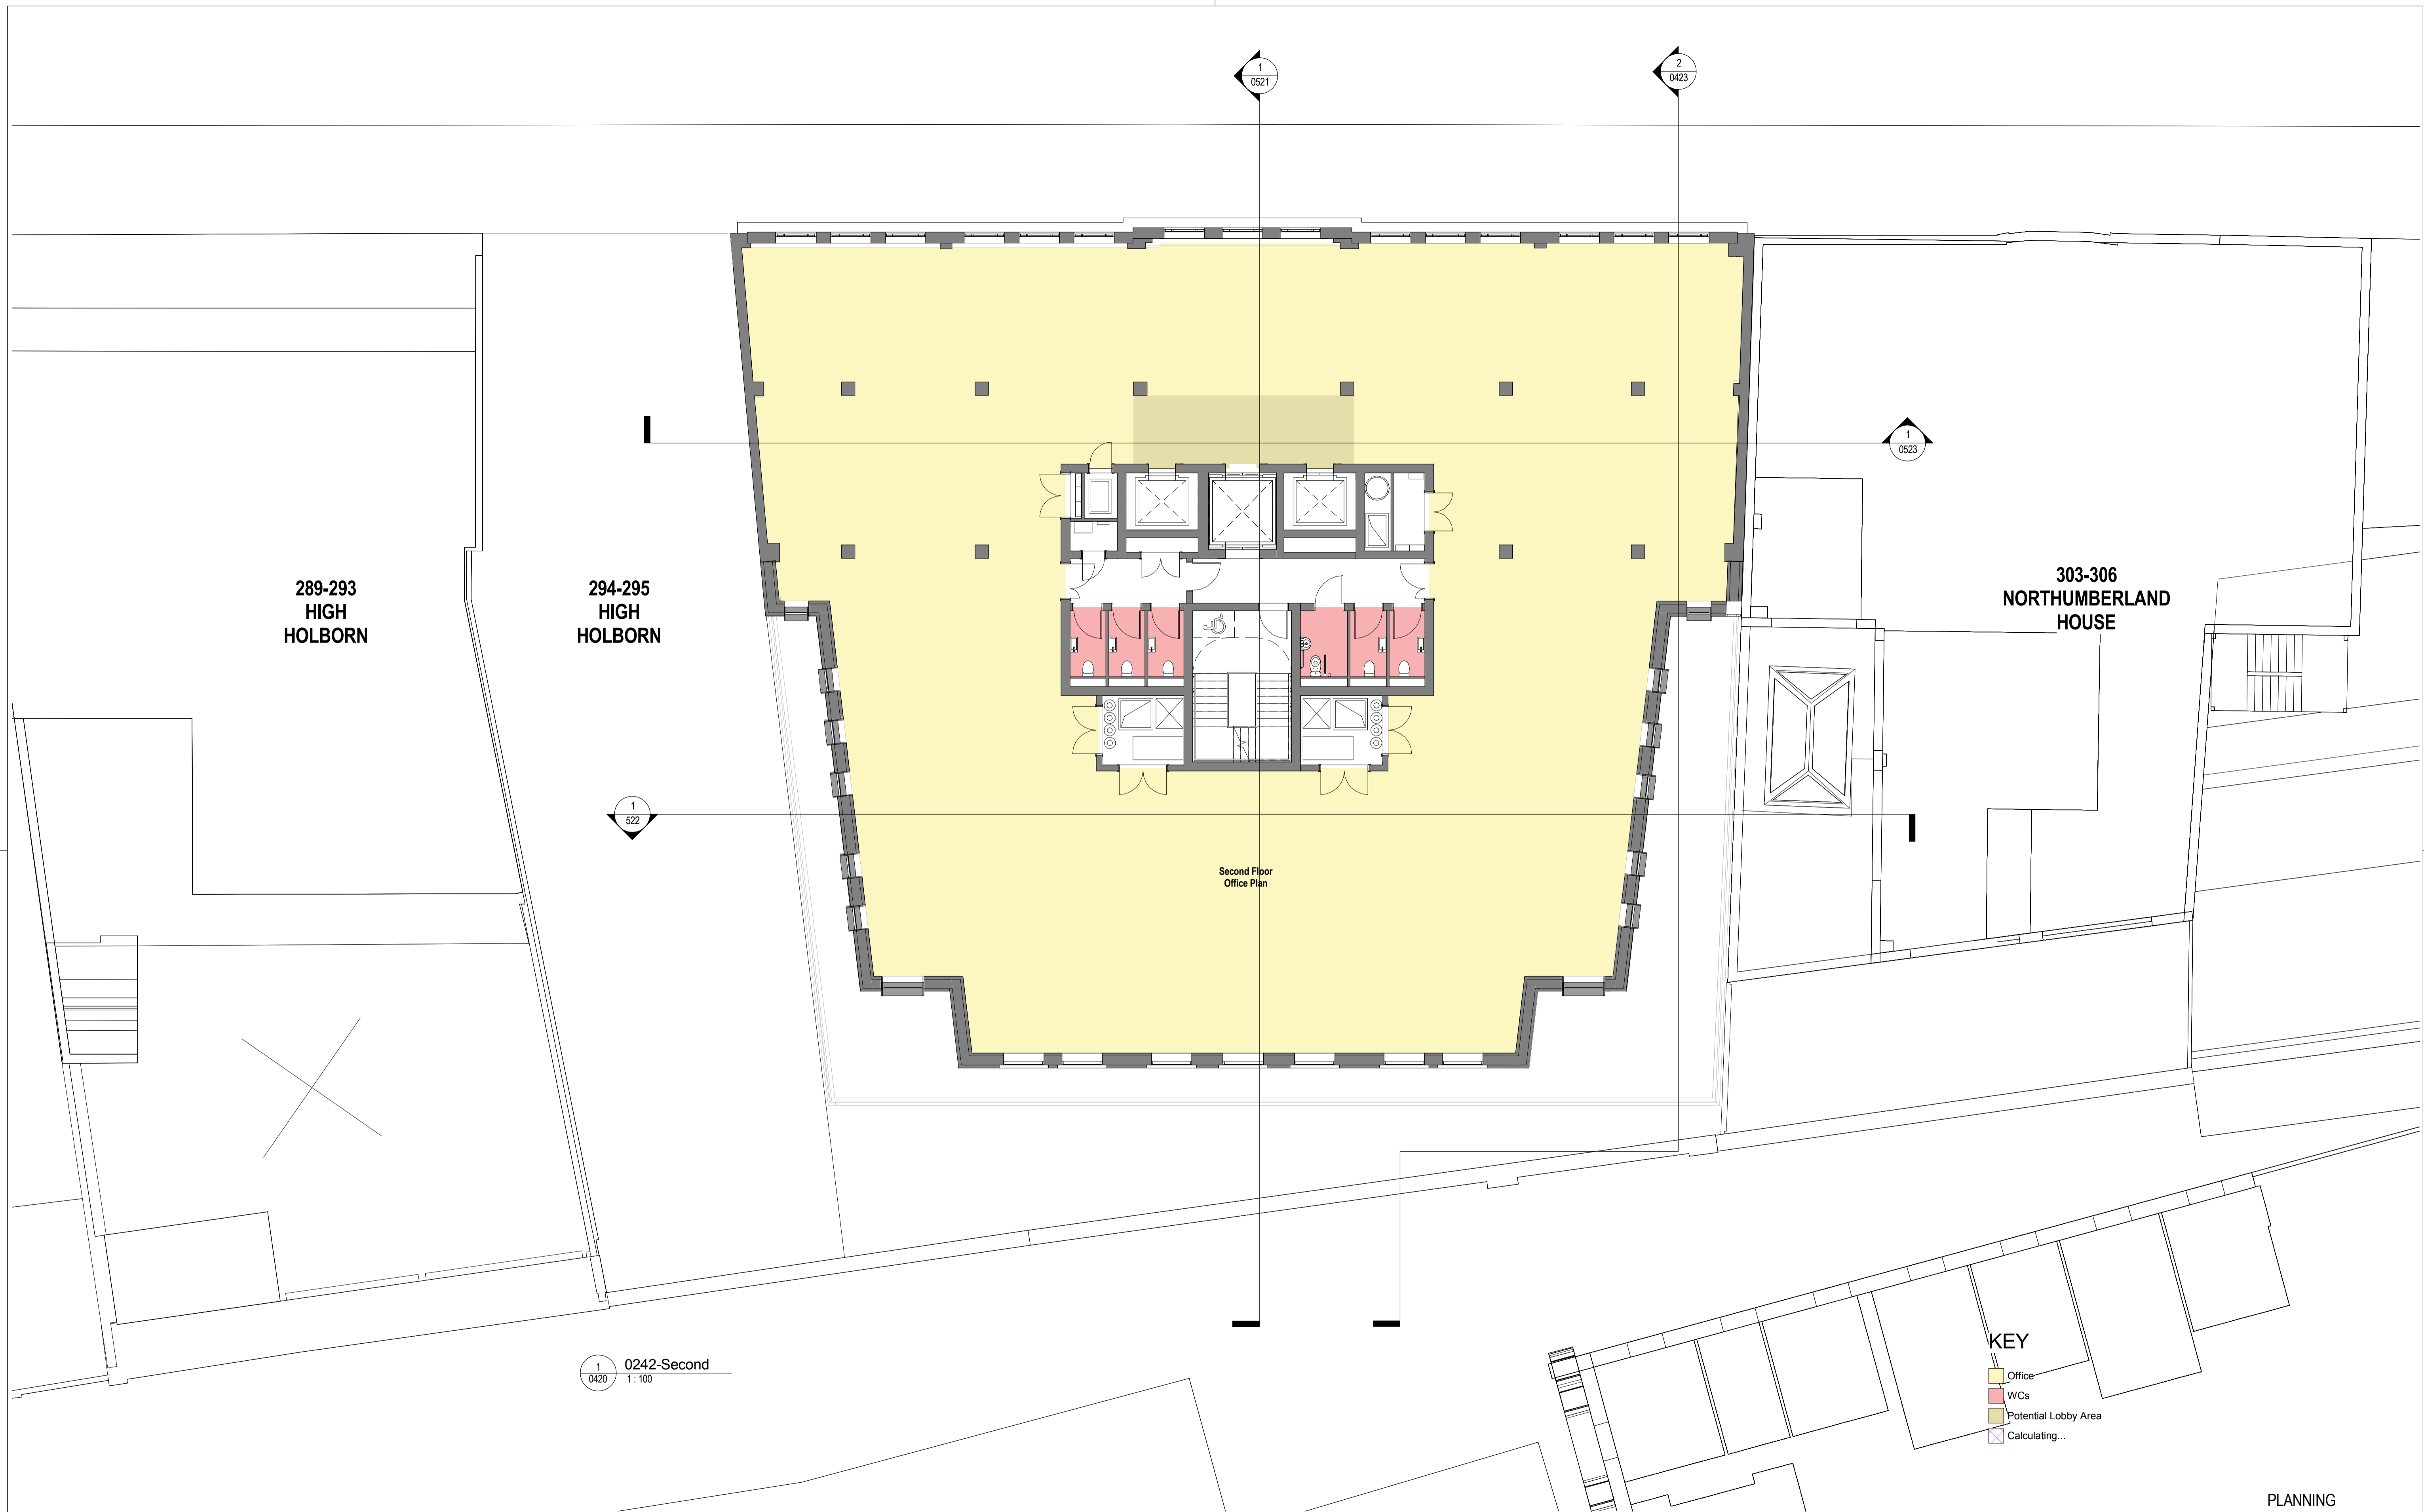 1
0521
2
0423
1
0523
289-293
HIGH
HOLBORN
294-295
HIGH
HOLBORN
303-306
NORTHUMBERLAND
HOUSE
1
522
Second Floor
Office Plan
1
0420
0242-Second
1 : 100
KEY
Office
WCs
Potential Lobby Area
Calculating...
PLANNING